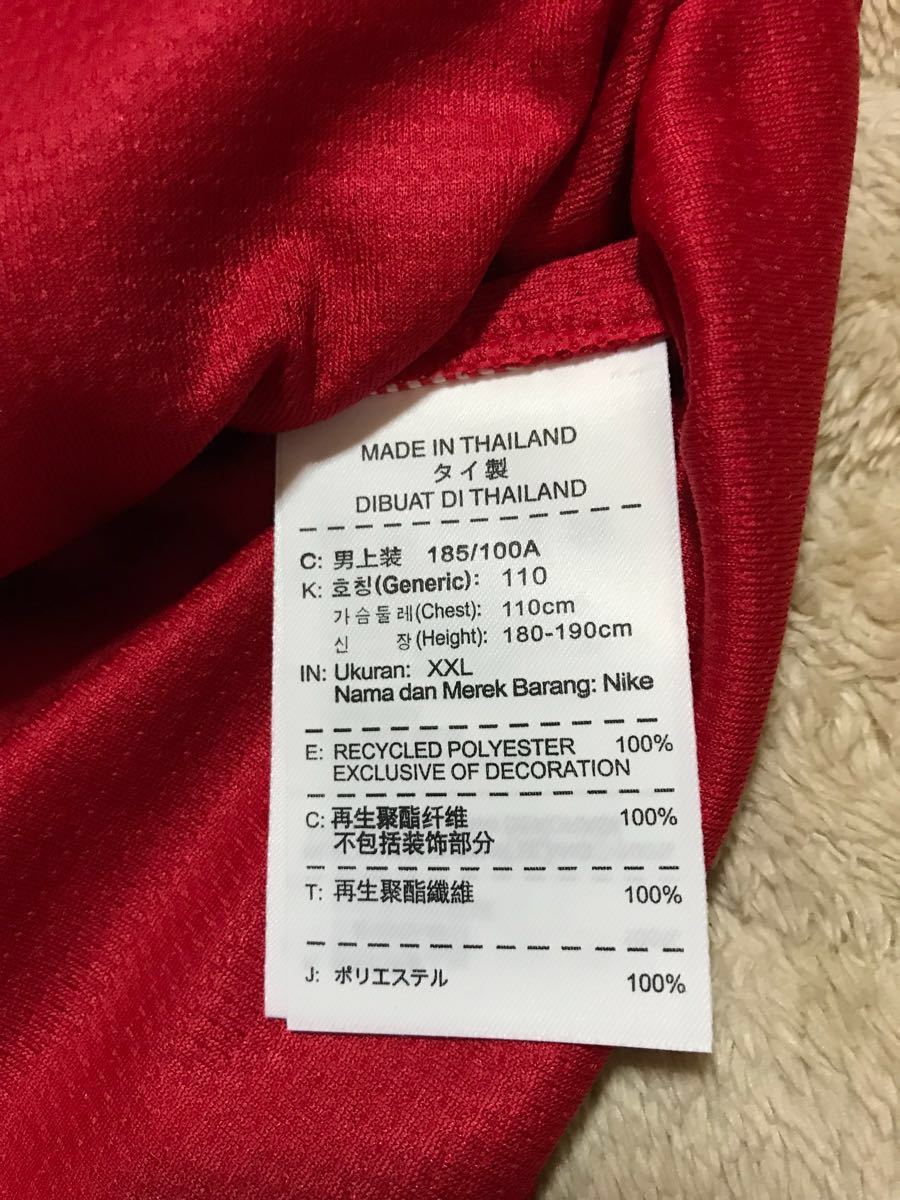 MADE IN THAILAND
タイ製
DIBUAT DI THAILAND
C: 男上装 185/100A
K: 호칭(Generic): 110
가슴둘레(Chest): 110cm
신 장(Height): 180-190cm
IN: Ukuran: XXL
Nama dan Merek Barang: Nike
E: RECYCLED POLYESTER 100%
EXCLUSIVE OF DECORATION
C: 再生聚酯纤维 100%
不包括装饰部分
T: 再生聚酯纖維 100%
J: ポリエステル 100%